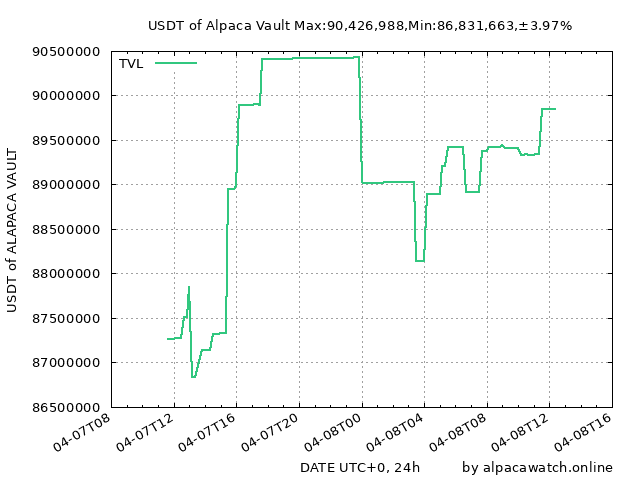 USDT of Alpaca Vault Max:90,426,988,Min:86,831,663,±3.97%
TVL
USDT of ALAPACA VAULT
90500000
90000000
89500000
89000000
88500000
88000000
87500000
87000000
86500000
04-07T08
04-07T12
04-07T16
04-07T20
04-08T00
04-08T04
04-08T08
04-08T12
04-08T16
DATE UTC+0, 24h
by alpacawatch.online